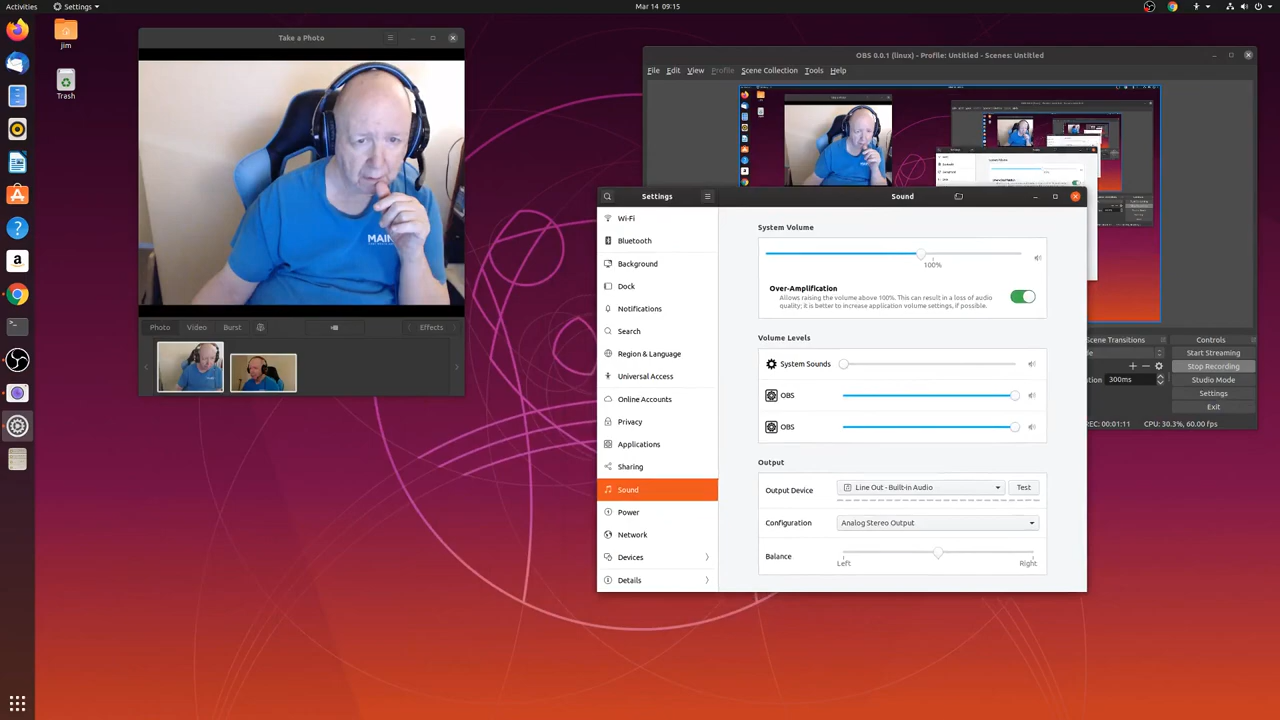 Activities
Settings
Mar 14 09:15
jim
Trash
Take a Photo
MAIN
Photo
Video
Burst
Effects
OBS 0.0.1 (linux) - Profile: Untitled - Scenes: Untitled
File Edit View Profile Scene Collection Tools Help
Settings
Sound
Wi-Fi
Bluetooth
Background
Dock
Notifications
Search
Region & Language
Universal Access
Online Accounts
Privacy
Applications
Sharing
Sound
Power
Network
Devices
Details
System Volume
100%
Over-Amplification
Allows raising the volume above 100%. This can result in a loss of audio
quality; it is better to increase application volume settings, if possible.
Volume Levels
System Sounds
OBS
OBS
Output
Output Device
Line Out - Built-in Audio
Test
Configuration
Analog Stereo Output
Balance
Left
Right
Scene Transitions
300ms
Controls
Start Streaming
Stop Recording
Studio Mode
Settings
Exit
REC: 00:01:11
CPU: 30.3%, 60.00 fps